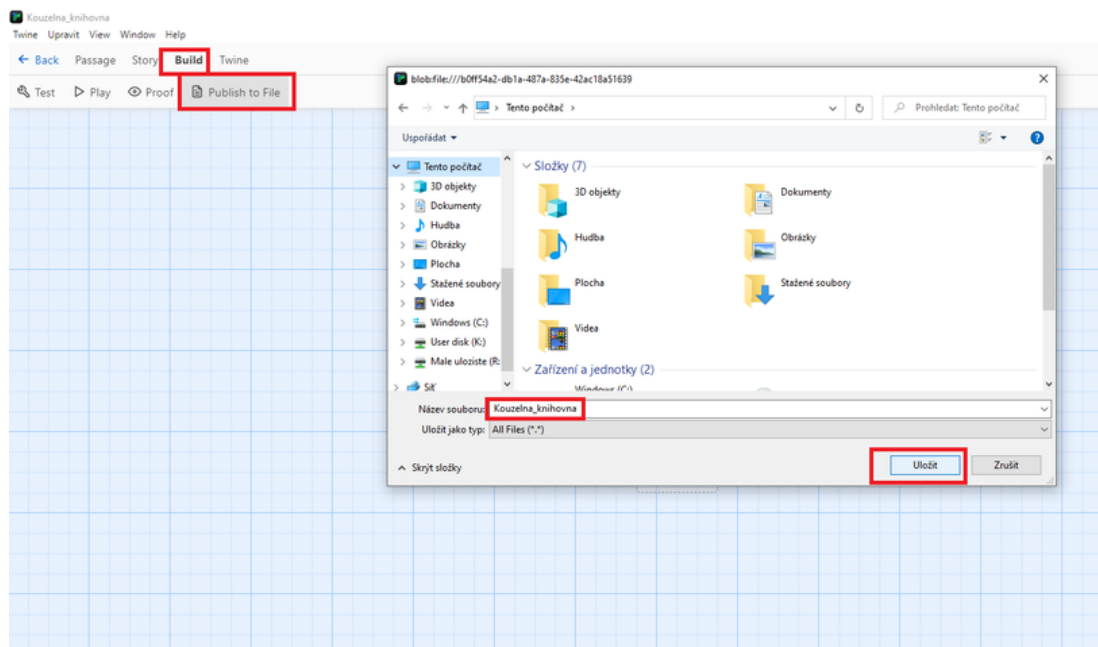 Kouzelna_knihovna
Twine Upravit View Window Help
← Back Passage Story Build Twine
Test Play Proof Publish to File
blob:file:///b0ff54a2-db1a-487a-835e-42ac18a51639
Tento počítač
Prohledat: Tento počítač
Uspořádat
Tento počítač
3D objekty
Dokumenty
Hudba
Obrázky
Plocha
Stažené soubory
Videa
Windows (C:)
User disk (K:)
Male uloziste (R:
Síť
Složky (7)
3D objekty
Dokumenty
Hudba
Obrázky
Plocha
Stažené soubory
Videa
Zařízení a jednotky (2)
Windows (C:)
Název souboru: Kouzelna_knihovna
Uložit jako typ: All Files (*.*)
Skrýt složky
Uložit
Zrušit